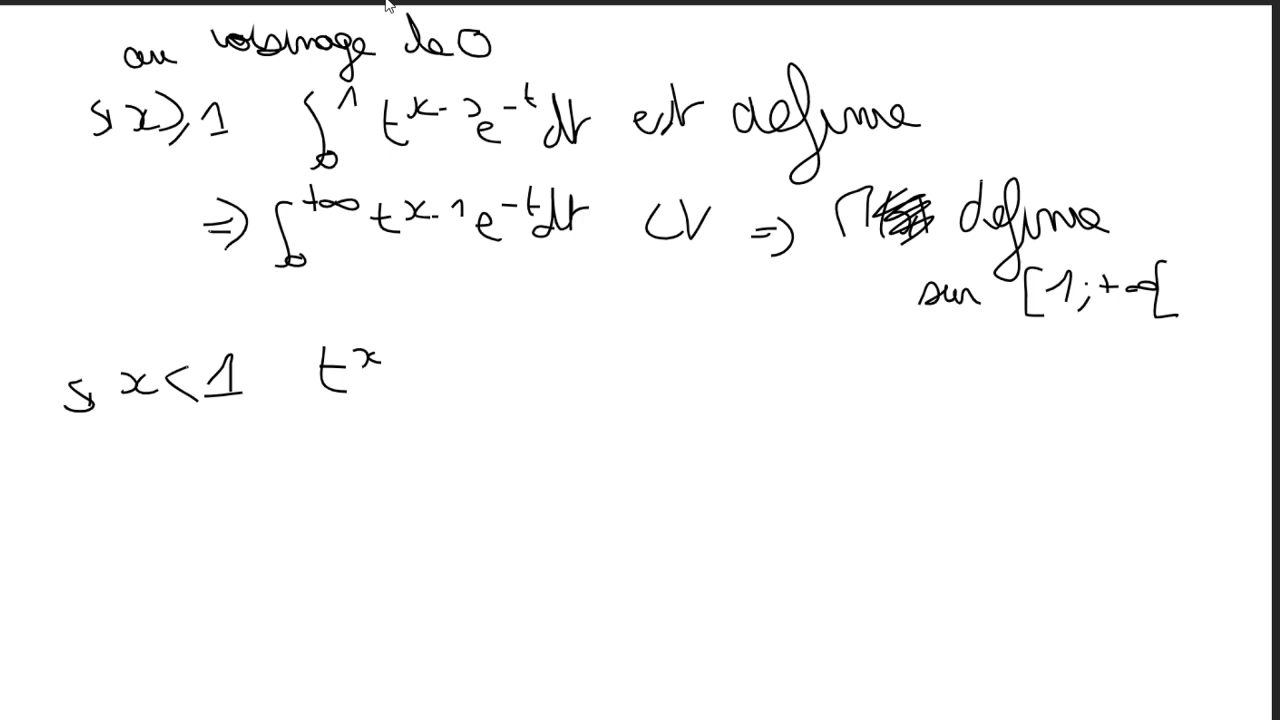 au voisinage de 0
si x ⩾ 1 ∫₀¹ t^{x-1} e^{-t} dt est définie
⇒ ∫₀^{+∞} t^{x-1} e^{-t} dt CV ⇒ Γ définie
sur [1;+∞[
si x < 1 t^x